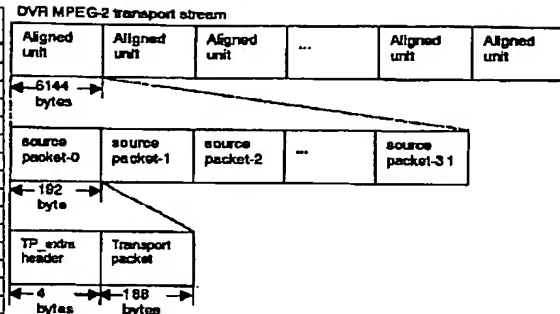 DVR MPEG-2 transport stream
Aligned unit Aligned unit Aligned unit ... Aligned unit Aligned unit
6144 bytes
source packet-0 source packet-1 source packet-2 ... source packet-31
192 byte
TP_extra header Transport packet
4 bytes 188 bytes